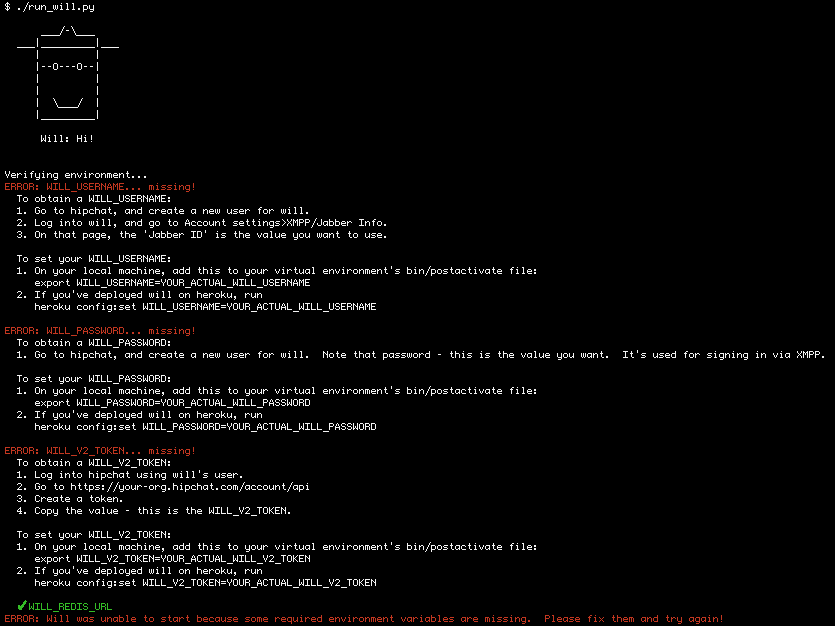 $ ./run_will.py
      ___/-\___
  ___|_________|___
     |         |
     |--O---O--|
     |         |
     |         |
     |  \___/  |
     |_________|
      Will: Hi!
Verifying environment...
ERROR: WILL_USERNAME... missing!
  To obtain a WILL_USERNAME:
  1. Go to hipchat, and create a new user for will.
  2. Log into will, and go to Account settings>XMPP/Jabber Info.
  3. On that page, the 'Jabber ID' is the value you want to use.
  To set your WILL_USERNAME:
  1. On your local machine, add this to your virtual environment's bin/postactivate file:
     export WILL_USERNAME=YOUR_ACTUAL_WILL_USERNAME
  2. If you've deployed will on heroku, run
     heroku config:set WILL_USERNAME=YOUR_ACTUAL_WILL_USERNAME
ERROR: WILL_PASSWORD... missing!
  To obtain a WILL_PASSWORD:
  1. Go to hipchat, and create a new user for will.  Note that password - this is the value you want.  It's used for signing in via XMPP.
  To set your WILL_PASSWORD:
  1. On your local machine, add this to your virtual environment's bin/postactivate file:
     export WILL_PASSWORD=YOUR_ACTUAL_WILL_PASSWORD
  2. If you've deployed will on heroku, run
     heroku config:set WILL_PASSWORD=YOUR_ACTUAL_WILL_PASSWORD
ERROR: WILL_V2_TOKEN... missing!
  To obtain a WILL_V2_TOKEN:
  1. Log into hipchat using will's user.
  2. Go to https://your-org.hipchat.com/account/api
  3. Create a token.
  4. Copy the value - this is the WILL_V2_TOKEN.
  To set your WILL_V2_TOKEN:
  1. On your local machine, add this to your virtual environment's bin/postactivate file:
     export WILL_V2_TOKEN=YOUR_ACTUAL_WILL_V2_TOKEN
  2. If you've deployed will on heroku, run
     heroku config:set WILL_V2_TOKEN=YOUR_ACTUAL_WILL_V2_TOKEN
  ✔WILL_REDIS_URL
ERROR: Will was unable to start because some required environment variables are missing.  Please fix them and try again!